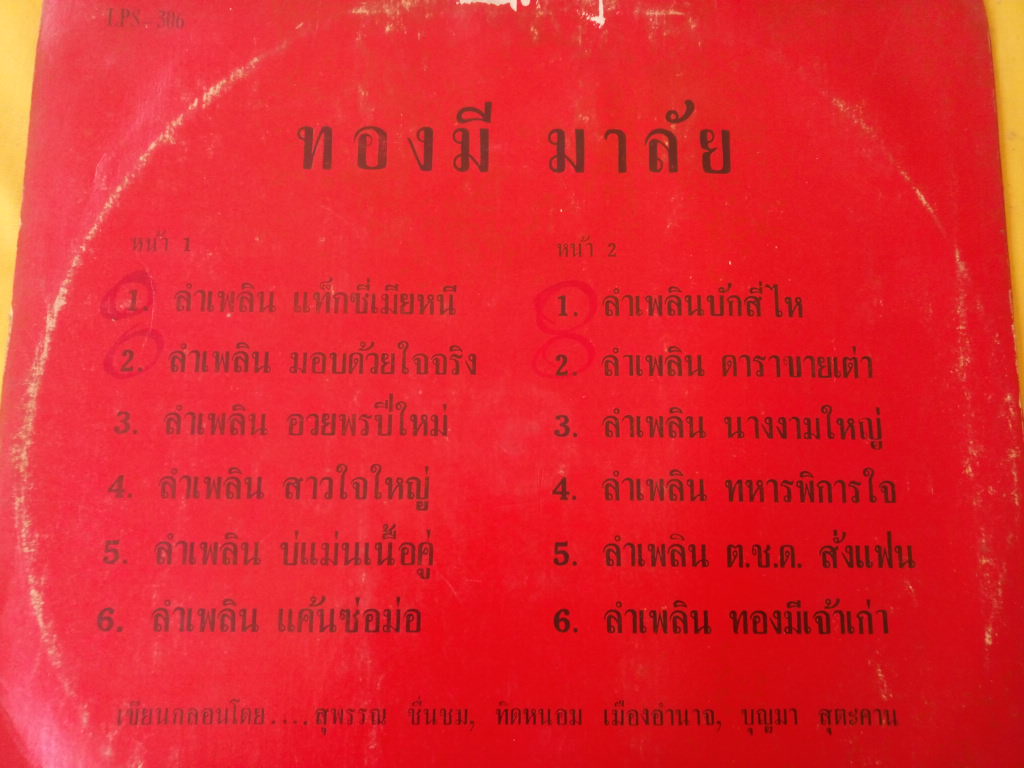 LPS. 306
ทองมี มาลัย
หน้า 1
1. ลำเพลิน แท็กซี่เมียหนี
2. ลำเพลิน มอบด้วยใจจริง
3. ลำเพลิน อวยพรปีใหม่
4. ลำเพลิน สาวใจใหญ่
5. ลำเพลิน บ่แม่นเนื้อคู่
6. ลำเพลิน แค้นซ่อมม่อ
หน้า 2
1. ลำเพลินบักสี่ไห
2. ลำเพลิน ดาราขายเต่า
3. ลำเพลิน นางงามใหญ่
4. ลำเพลิน ทหารพิการใจ
5. ลำเพลิน ต.ช.ด. สั่งแฟน
6. ลำเพลิน ทองมีเจ้าเก่า
เขียนกลอนโดย.... สุพรรณ ชื่นชม, ทิดหนอม เมืองอำนาจ, บุญมา สุตะคาน